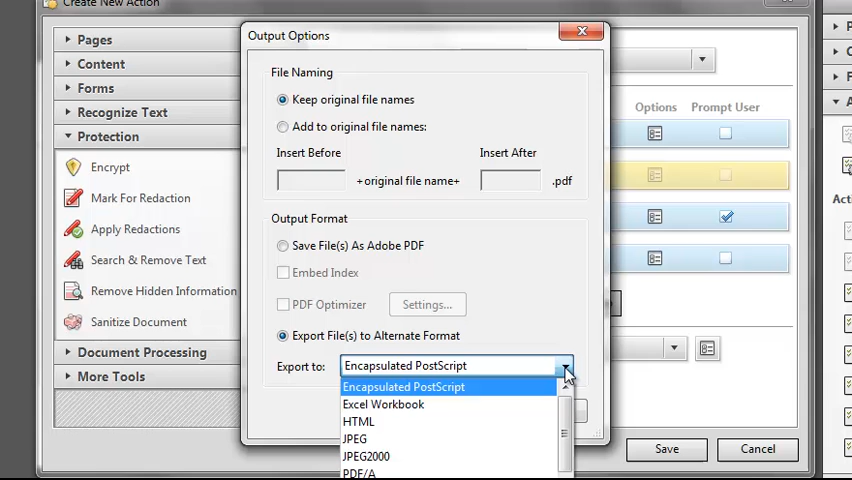 Create New Action
Output Options
Pages
Content
Forms
Recognize Text
Protection
Encrypt
Mark For Redaction
Apply Redactions
Search & Remove Text
Remove Hidden Information
Sanitize Document
Document Processing
More Tools
File Naming
Keep original file names
Add to original file names:
Insert Before
Insert After
+original file name+
.pdf
Output Format
Save File(s) As Adobe PDF
Embed Index
PDF Optimizer
Settings...
Export File(s) to Alternate Format
Export to:
Encapsulated PostScript
Encapsulated PostScript
Excel Workbook
HTML
JPEG
JPEG2000
PDF/A
Options
Prompt User
Save
Cancel